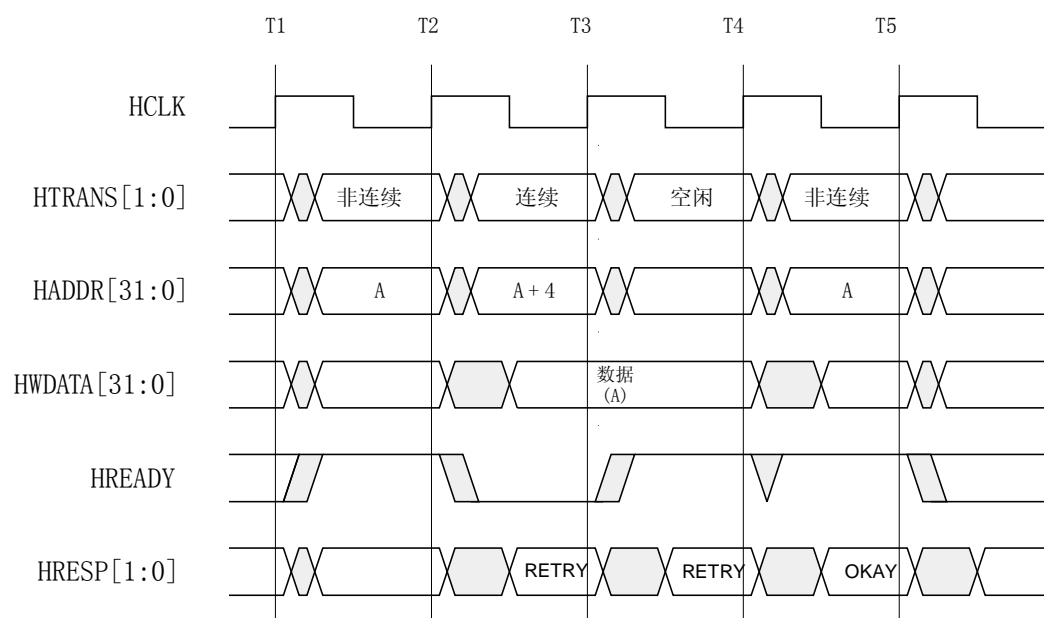 T1 T2 T3 T4 T5
HCLK
HTRANS[1:0] 非连续 连续 空闲 非连续
HADDR[31:0] A A+4 A
HWDATA[31:0] 数据
(A)
HREADY
HRESP[1:0] RETRY RETRY OKAY